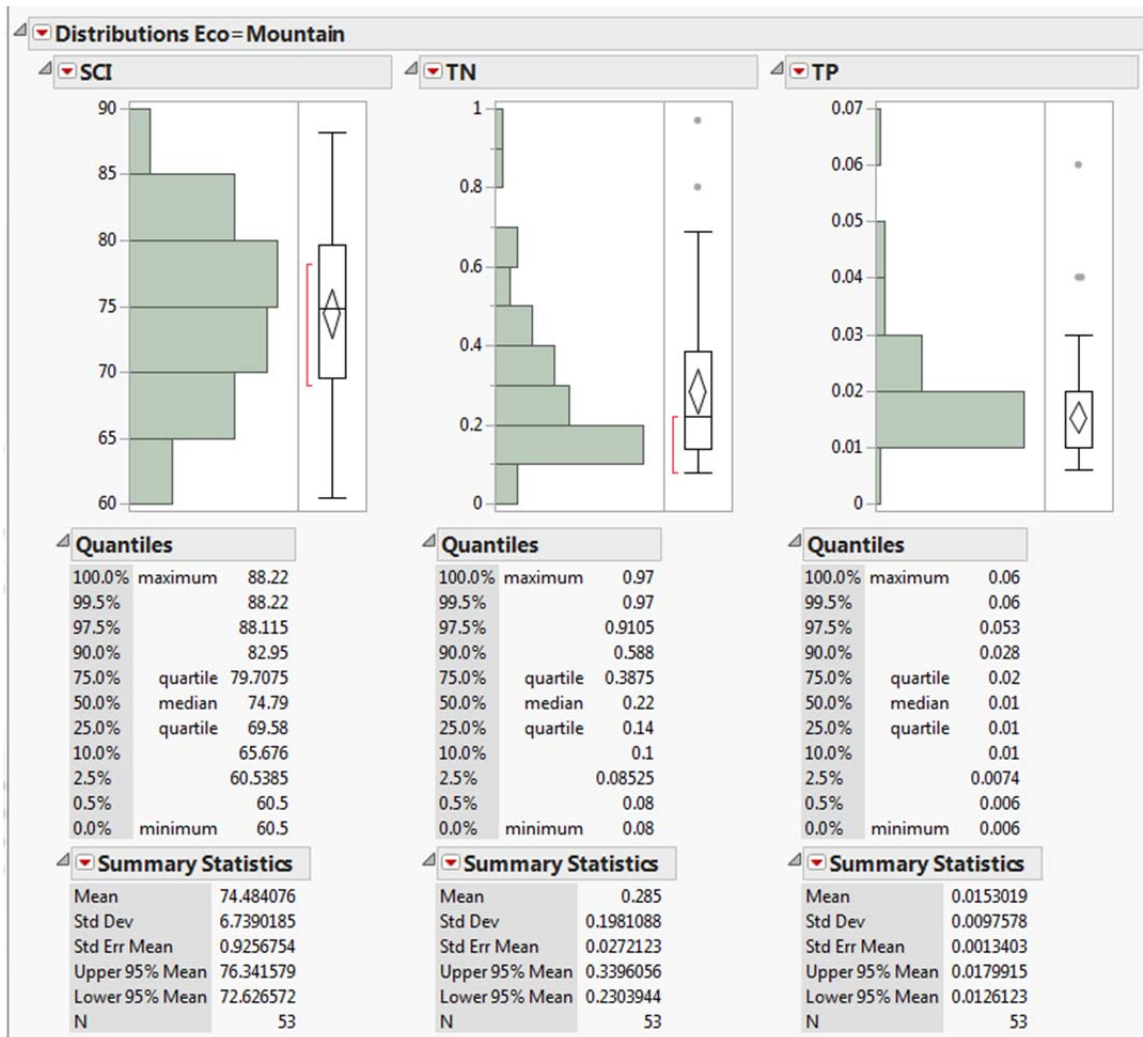 Distributions Eco=Mountain
SCI
90
85
80
75
70
65
60
Quantiles
100.0% maximum 88.22
99.5% 88.22
97.5% 88.115
90.0% 82.95
75.0% quartile 79.7075
50.0% median 74.79
25.0% quartile 69.58
10.0% 65.676
2.5% 60.5385
0.5% 60.5
0.0% minimum 60.5
Summary Statistics
Mean 74.484076
Std Dev 6.7390185
Std Err Mean 0.9256754
Upper 95% Mean 76.341579
Lower 95% Mean 72.626572
N 53
TN
1
0.8
0.6
0.4
0.2
0
Quantiles
100.0% maximum 0.97
99.5% 0.97
97.5% 0.9105
90.0% 0.588
75.0% quartile 0.3875
50.0% median 0.22
25.0% quartile 0.14
10.0% 0.1
2.5% 0.08525
0.5% 0.08
0.0% minimum 0.08
Summary Statistics
Mean 0.285
Std Dev 0.1981088
Std Err Mean 0.0272123
Upper 95% Mean 0.3396056
Lower 95% Mean 0.2303944
N 53
TP
0.07
0.06
0.05
0.04
0.03
0.02
0.01
0
Quantiles
100.0% maximum 0.06
99.5% 0.06
97.5% 0.053
90.0% 0.028
75.0% quartile 0.02
50.0% median 0.01
25.0% quartile 0.01
10.0% 0.01
2.5% 0.0074
0.5% 0.006
0.0% minimum 0.006
Summary Statistics
Mean 0.0153019
Std Dev 0.0097578
Std Err Mean 0.0013403
Upper 95% Mean 0.0179915
Lower 95% Mean 0.0126123
N 53